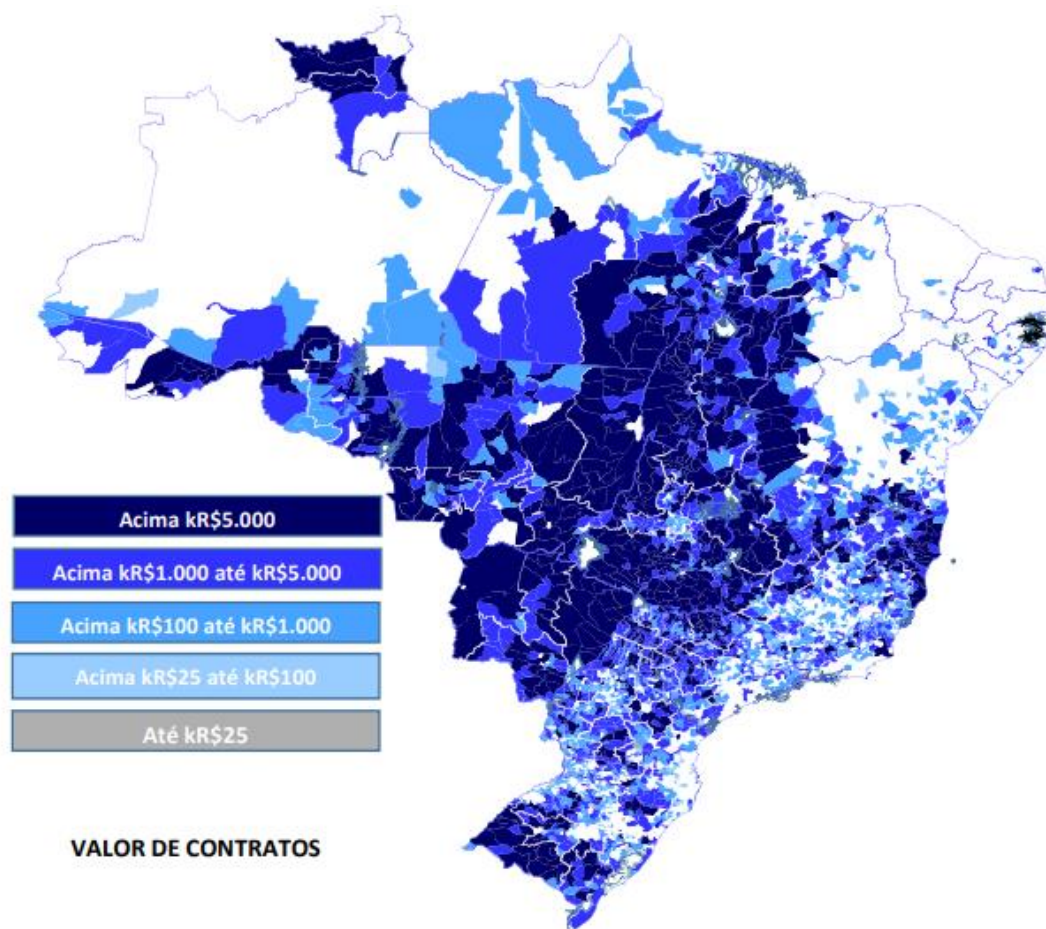 Acima kR$5.000
Acima kR$1.000 até kR$5.000
Acima kR$100 até kR$1.000
Acima kR$25 até kR$100
Até kR$25
VALOR DE CONTRATOS